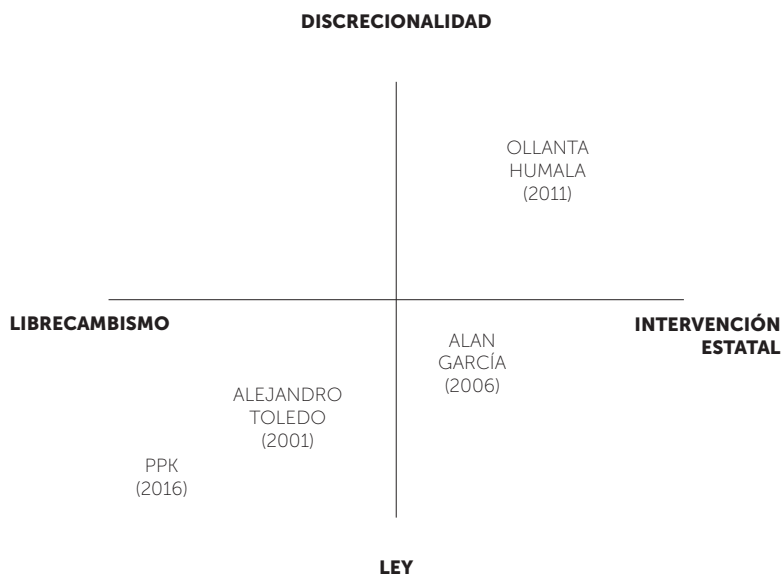 DISCRECIONALIDAD
OLLANTA
HUMALA
(2011)
LIBRECAMBISMO
INTERVENCIÓN
ESTATAL
ALAN
GARCÍA
(2006)
ALEJANDRO
TOLEDO
(2001)
PPK
(2016)
LEY